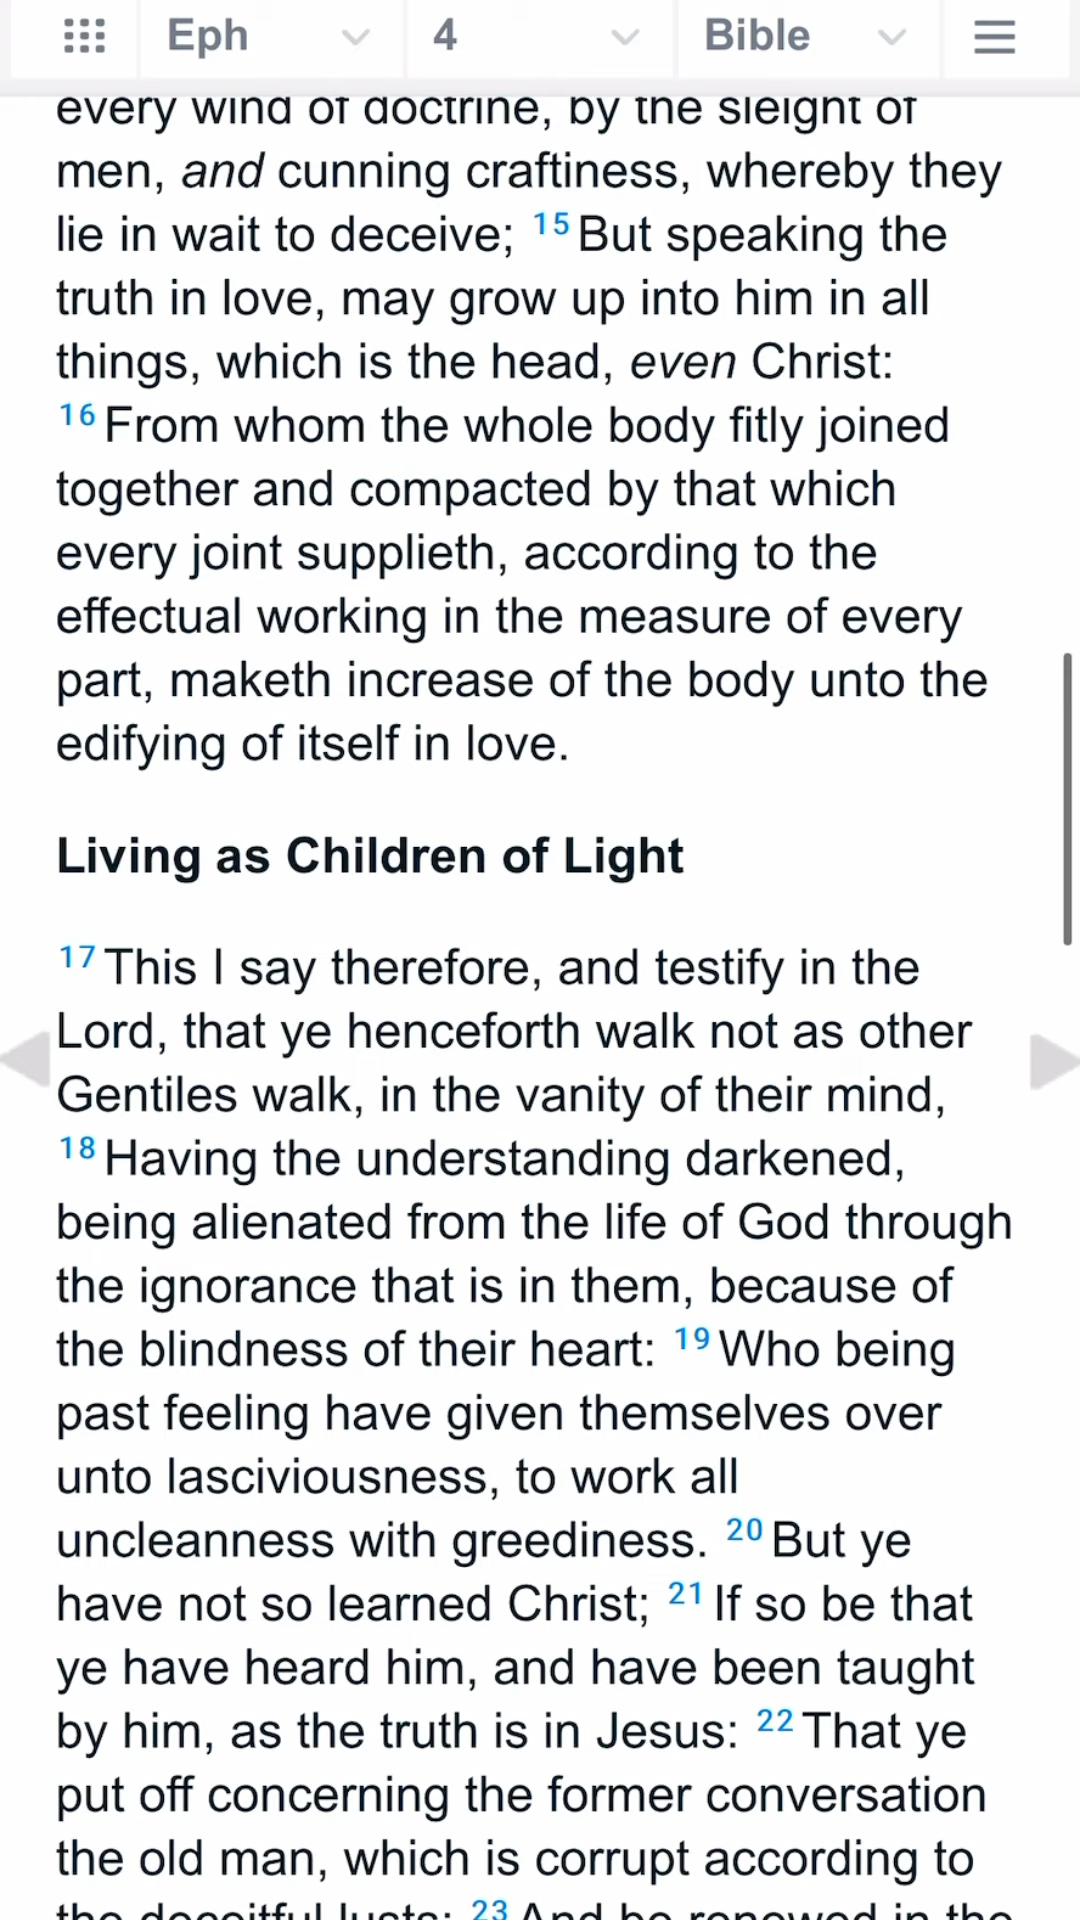 Eph 4 Bible
every wind of doctrine, by the sleight of
men, and cunning craftiness, whereby they
lie in wait to deceive; 15 But speaking the
truth in love, may grow up into him in all
things, which is the head, even Christ:
16 From whom the whole body fitly joined
together and compacted by that which
every joint supplieth, according to the
effectual working in the measure of every
part, maketh increase of the body unto the
edifying of itself in love.
Living as Children of Light
17 This I say therefore, and testify in the
Lord, that ye henceforth walk not as other
Gentiles walk, in the vanity of their mind,
18 Having the understanding darkened,
being alienated from the life of God through
the ignorance that is in them, because of
the blindness of their heart: 19 Who being
past feeling have given themselves over
unto lasciviousness, to work all
uncleanness with greediness. 20 But ye
have not so learned Christ; 21 If so be that
ye have heard him, and have been taught
by him, as the truth is in Jesus: 22 That ye
put off concerning the former conversation
the old man, which is corrupt according to
the deceitful lusts; 23 And be renewed in the